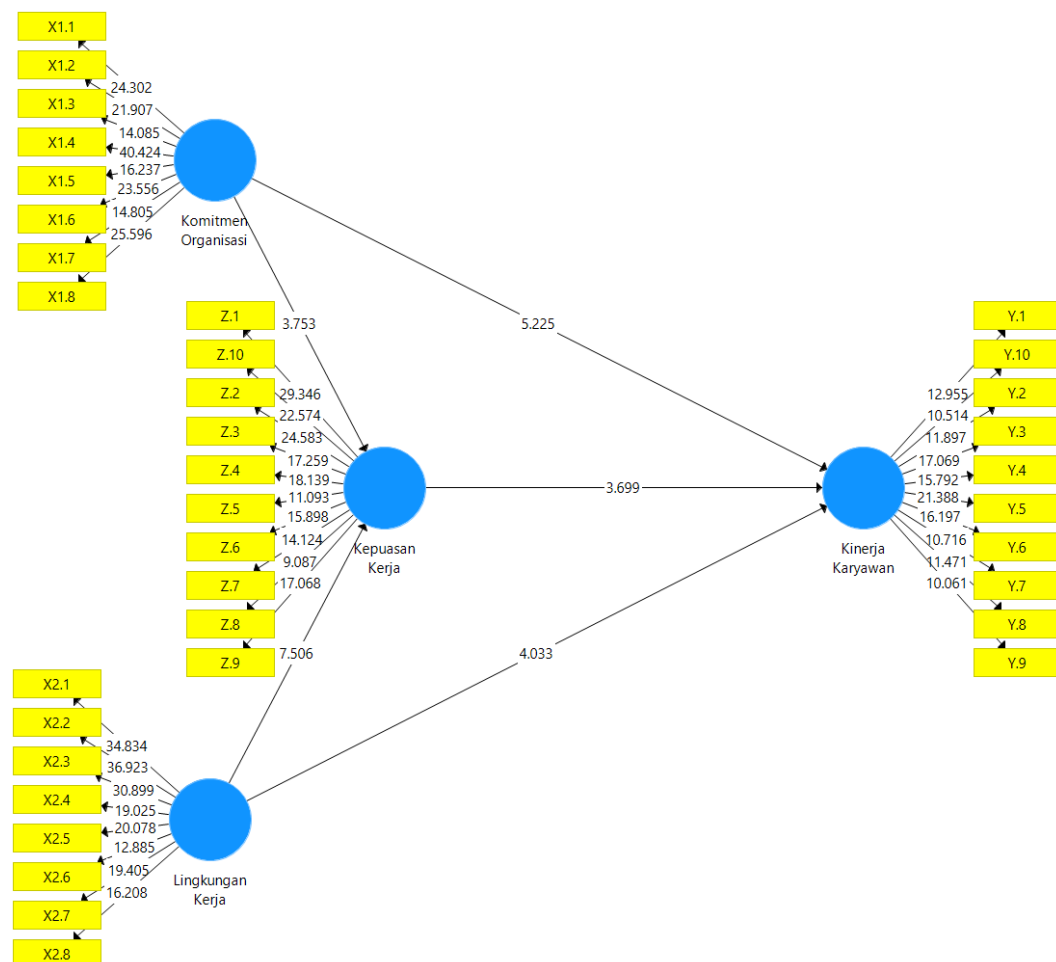 X1.1
X1.2
X1.3
X1.4
X1.5
X1.6
X1.7
X1.8
24.302
21.907
14.085
40.424
16.237
23.556
14.805
25.596
Komitmen
Organisasi
3.753
5.225
Z.1
Z.10
Z.2
Z.3
Z.4
Z.5
Z.6
Z.7
Z.8
Z.9
29.346
22.574
24.583
17.259
18.139
11.093
15.898
14.124
9.087
17.068
Kepuasan
Kerja
3.699
7.506
4.033
Kinerja
Karyawan
12.955
10.514
11.897
17.069
15.792
21.388
16.197
10.716
11.471
10.061
Y.1
Y.10
Y.2
Y.3
Y.4
Y.5
Y.6
Y.7
Y.8
Y.9
X2.1
X2.2
X2.3
X2.4
X2.5
X2.6
X2.7
X2.8
34.834
36.923
30.899
19.025
20.078
12.885
19.405
16.208
Lingkungan
Kerja